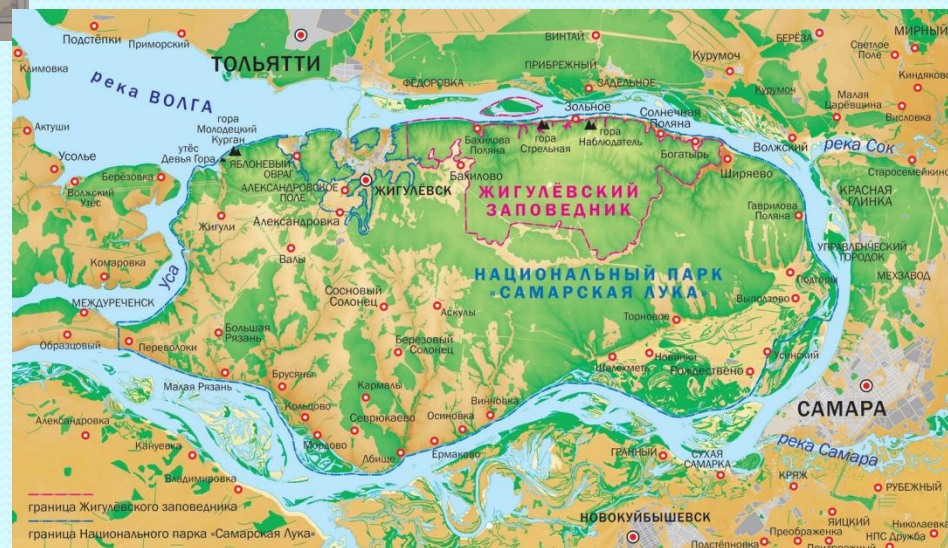 Подстёпки
Приморский
ТОЛЬЯТТИ
ВИНТАЙ
БЕРЁЗА
МИРНЫЙ
Светлое
Поле
Курумоч
Климовка
ПРИБРЕЖНЫЙ
Киндяково
ФЁДОРОВКА
ЗАДЕЛЬНОЕ
река ВОЛГА
Курумоч
Малая
Царёвщина
Зольное
Солнечная
Поляна
Висловка
Актуши
гора
Молодецкий
Курган
Бахилова
Поляна
гора
Стрельная
гора
Наблюдатель
Волжский
река Сок
утёс
Девья Гора
Богатырь
Усолье
Берёзовка
ЯБЛОНЕВЫЙ
ОВРАГ
Бахилово
Ширяево
Старосемейкино
Волжский
Утёс
АЛЕКСАНДРОВСКОЕ
ПОЛЕ
ЖИГУЛЁВСК
ЖИГУЛЁВСКИЙ
ЗАПОВЕДНИК
КРАСНАЯ
ГЛИНКА
Жигули
Александровка
Гаврилова
Поляна
Валы
УПРАВЛЕНЧЕСКИЙ
ГОРОДОК
Комаровка
Уса
НАЦИОНАЛЬНЫЙ ПАРК
«САМАРСКАЯ ЛУКА»
Подгоры
МЕХЗАВОД
МЕЖДУРЕЧЕНСК
Сосновый
Солонец
Выползово
Аскулы
Торновое
Образцовый
Переволоки
Большая
Рязань
Берёзовый
Солонец
Усинский
Шелехметь
Новинки
Рождествено
Малая Рязань
Брусяны
Кармалы
Винновка
САМАРА
Александровка
Кольцово
Севрюкаево
Осиновка
Мордово
Ермаково
река Самара
Кануевка
Лбище
ГРАННЫЙ
СУХАЯ
САМАРКА
Владимировка
КРЯЖ
РУБЕЖНЫЙ
граница Жигулёвского заповедника
НОВОКУЙБЫШЕВСК
ЯИЦКИЙ
Николаевка
граница Национального парка «Самарская Лука»
Преображенка
НПС Дружба
Подстёпновка